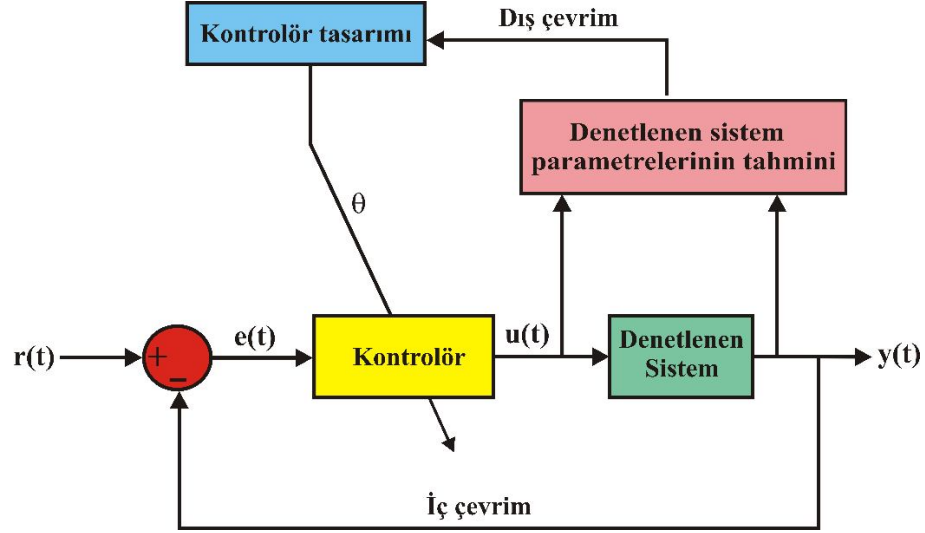 Kontrolör tasarımı
Dış çevrim
Denetlenen sistem
parametrelerinin tahmini
θ
r(t)
+
−
e(t)
Kontrolör
u(t)
Denetlenen
Sistem
y(t)
İç çevrim